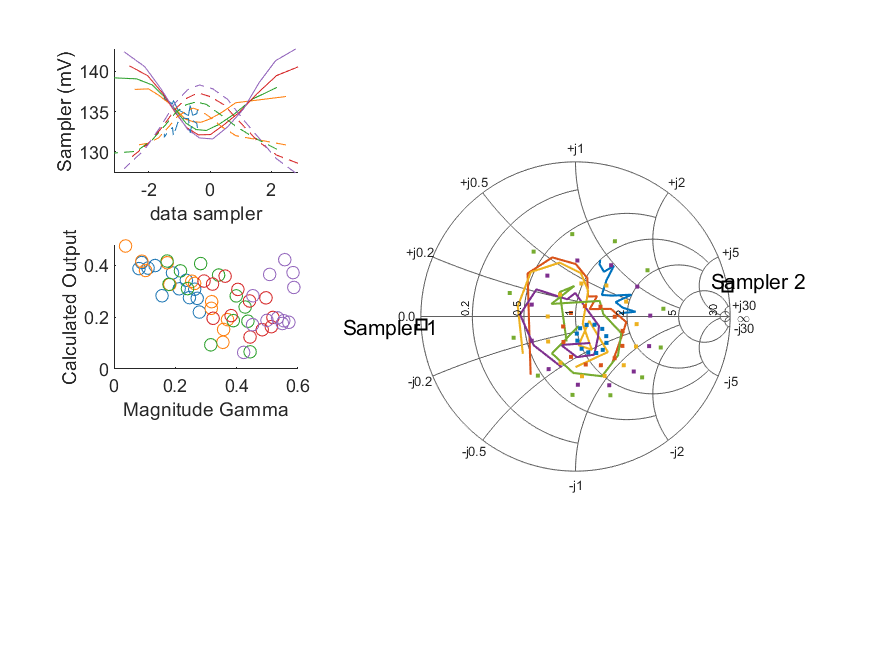 Sampler (mV)
140
135
130
-2
0
2
data sampler
Calculated Output
0.4
0.2
0
0
0.2
0.4
0.6
Magnitude Gamma
+j1
+j0.5
+j2
+j0.2
+j5
Sampler 2
+j30
0.0
0.2
0.5
1
2
5
30
∞
Sampler 1
-j30
-j0.2
-j5
-j0.5
-j2
-j1